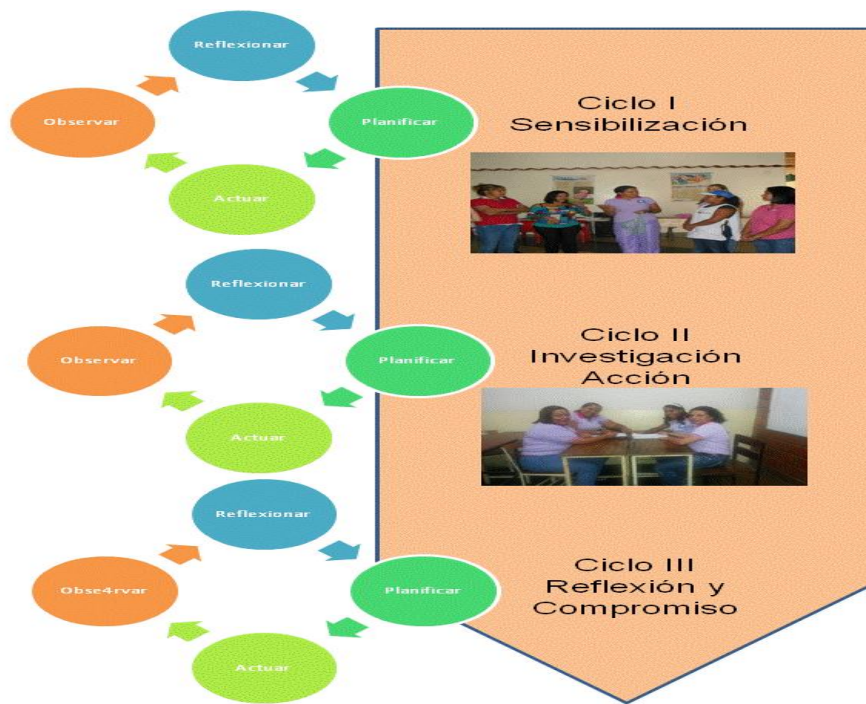 Reflexionar
Observar
Planificar
Actuar
Ciclo I
Sensibilización
Reflexionar
Observar
Planificar
Actuar
Ciclo II
Investigación
Acción
Reflexionar
Obse4rvar
Planificar
Actuar
Ciclo III
Reflexión y
Compromiso